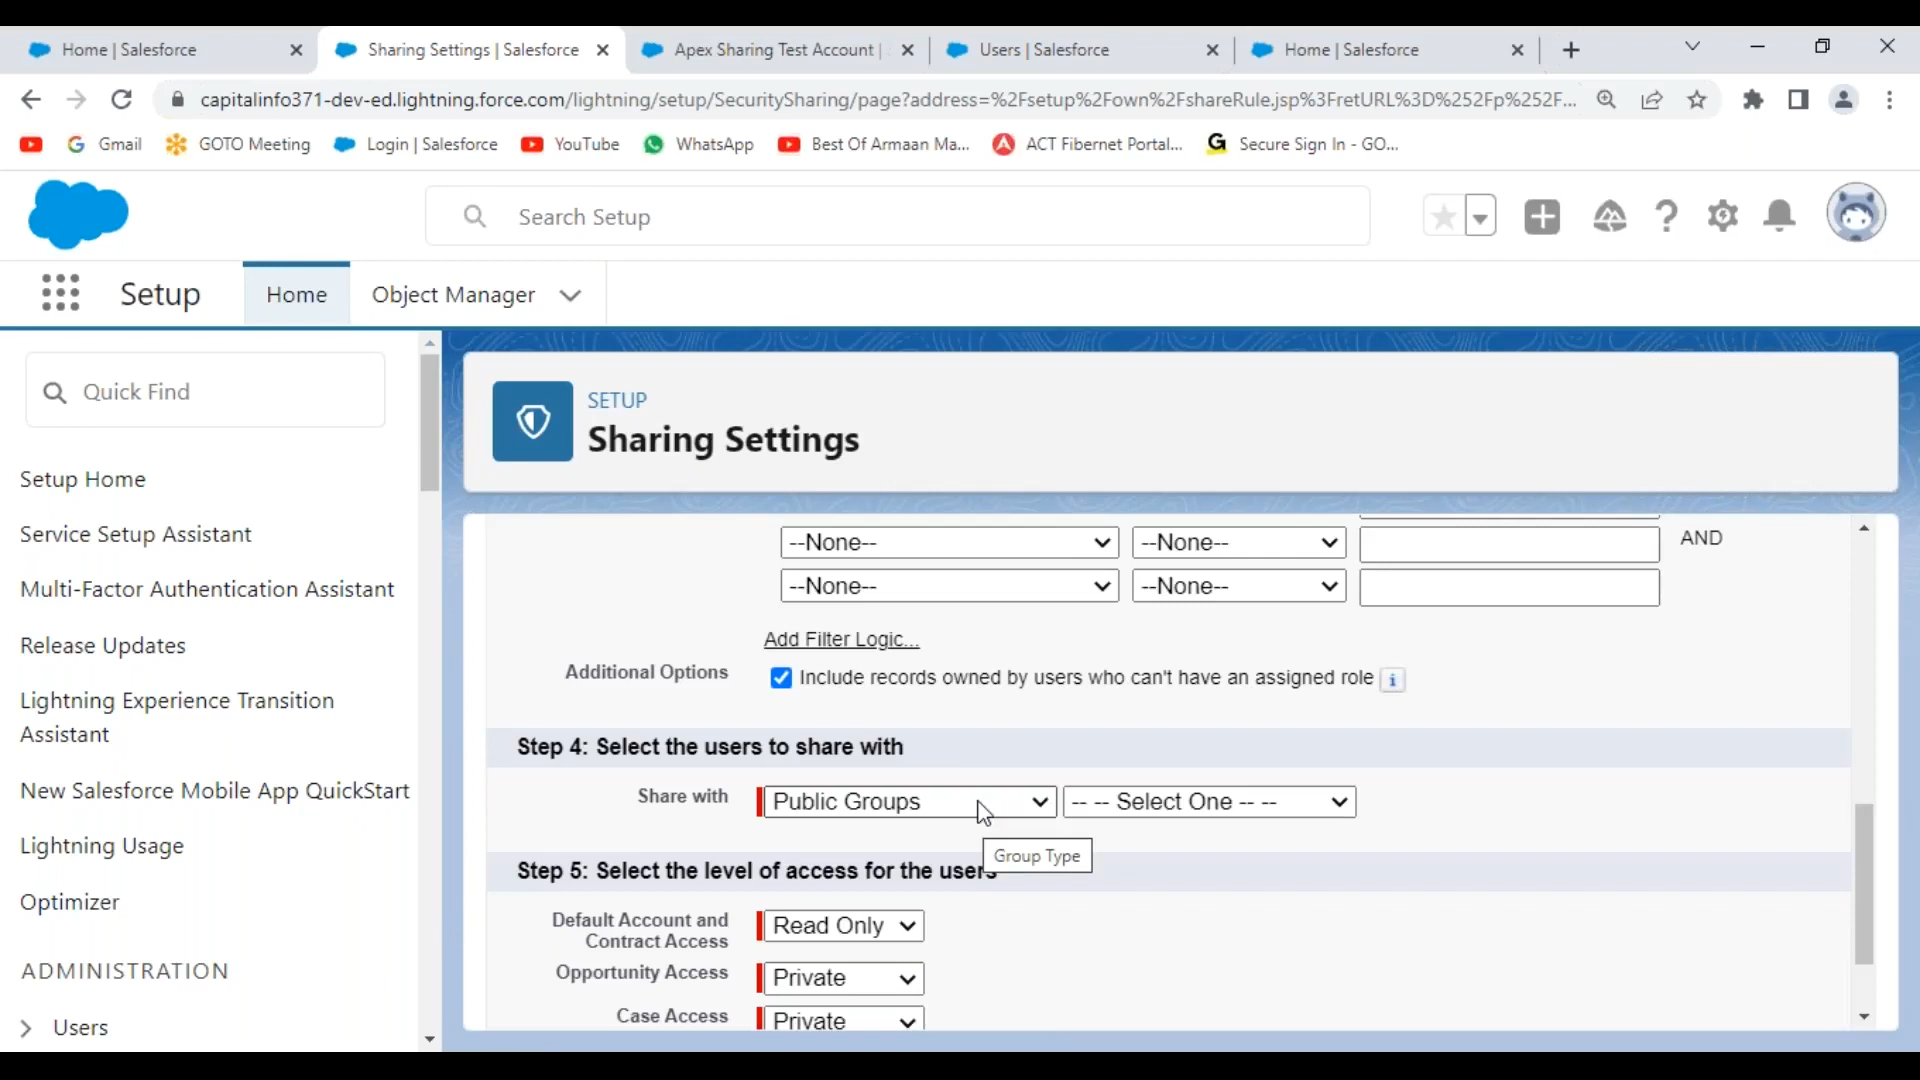 Home | Salesforce
Sharing Settings | Salesforce
Apex Sharing Test Account |
Users | Salesforce
Home | Salesforce
capitalinfo371-dev-ed.lightning.force.com/lightning/setup/SecuritySharing/page?address=%2Fsetup%2Fown%2FshareRule.jsp%3FretURL%3D%252Fp%252F...
Gmail
GOTO Meeting
Login | Salesforce
YouTube
WhatsApp
Best Of Armaan Ma...
ACT Fibernet Portal...
Secure Sign In - GO...
Search Setup
Setup
Home
Object Manager
Quick Find
Setup Home
Service Setup Assistant
Multi-Factor Authentication Assistant
Release Updates
Lightning Experience Transition
Assistant
New Salesforce Mobile App QuickStart
Lightning Usage
Optimizer
ADMINISTRATION
Users
SETUP
Sharing Settings
--None-- --None-- AND
--None-- --None--
Add Filter Logic...
Additional Options Include records owned by users who can't have an assigned role i
Step 4: Select the users to share with
Share with Public Groups -- -- Select One -- --
Group Type
Step 5: Select the level of access for the users
Default Account and
Contract Access Read Only
Opportunity Access Private
Case Access Private